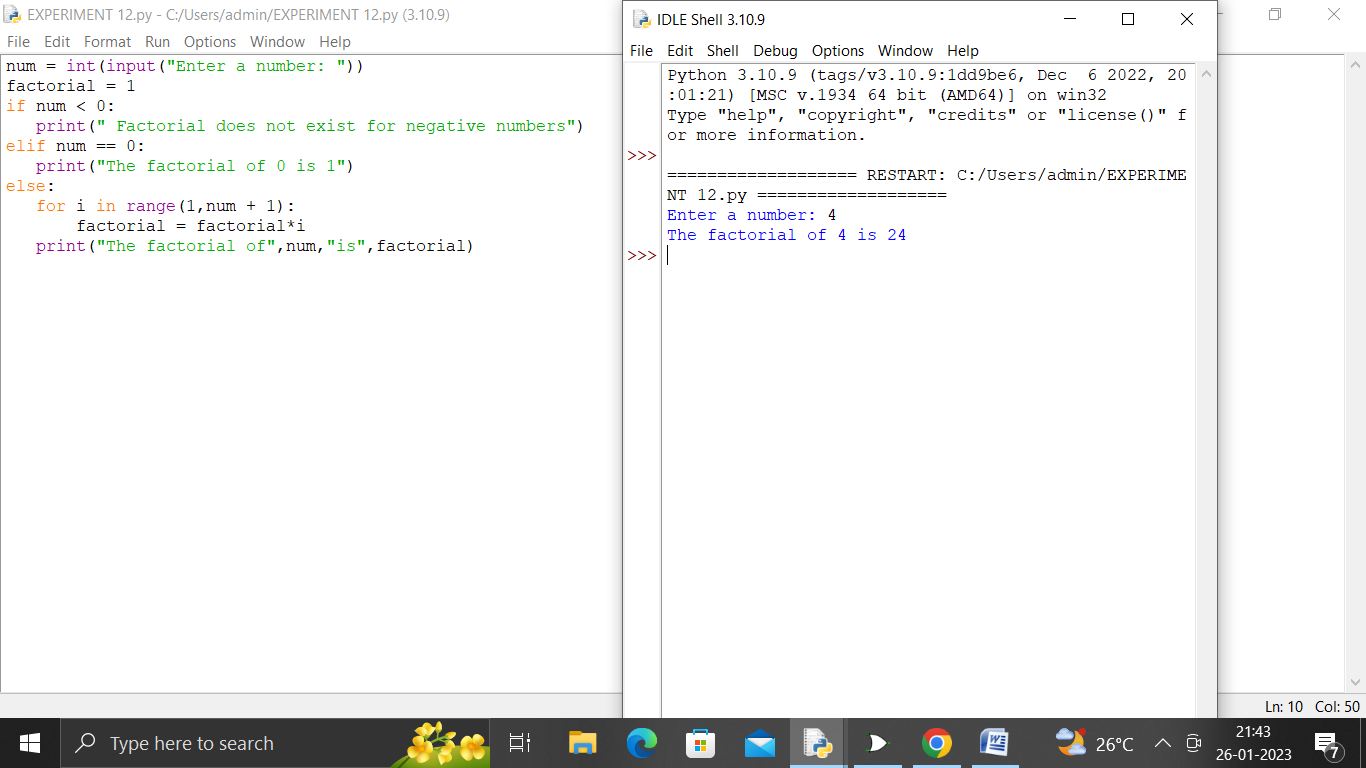 EXPERIMENT 12.py - C:/Users/admin/EXPERIMENT 12.py (3.10.9)
File Edit Format Run Options Window Help
num = int(input("Enter a number: "))
factorial = 1
if num < 0:
   print(" Factorial does not exist for negative numbers")
elif num == 0:
   print("The factorial of 0 is 1")
else:
   for i in range(1,num + 1):
       factorial = factorial*i
   print("The factorial of",num,"is",factorial)
IDLE Shell 3.10.9
File Edit Shell Debug Options Window Help
Python 3.10.9 (tags/v3.10.9:1dd9be6, Dec  6 2022, 20
:01:21) [MSC v.1934 64 bit (AMD64)] on win32
Type "help", "copyright", "credits" or "license()" f
or more information.
>>>
=================== RESTART: C:/Users/admin/EXPERIME
NT 12.py ===================
Enter a number: 4
The factorial of 4 is 24
>>>
Ln: 10 Col: 50
Type here to search
26°C
21:43
26-01-2023
7